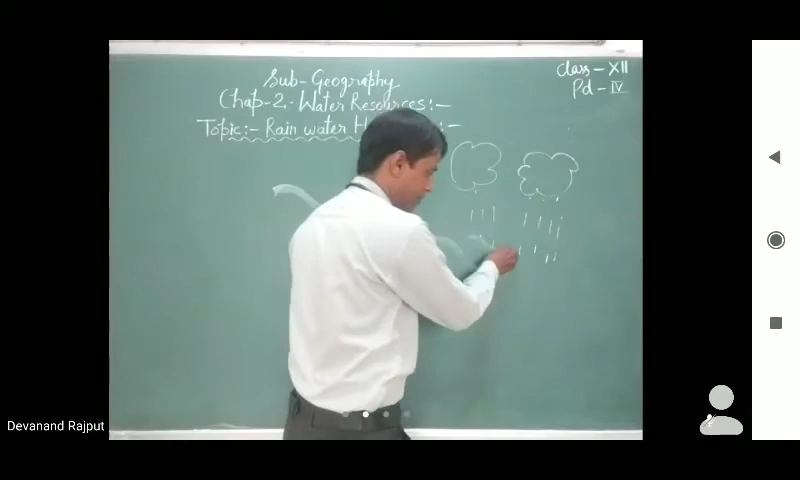 Sub-Geography
Chap-2.-Water Resources:-
Topic:- Rain water
Class-XII
Pd-IV
Devanand Rajput